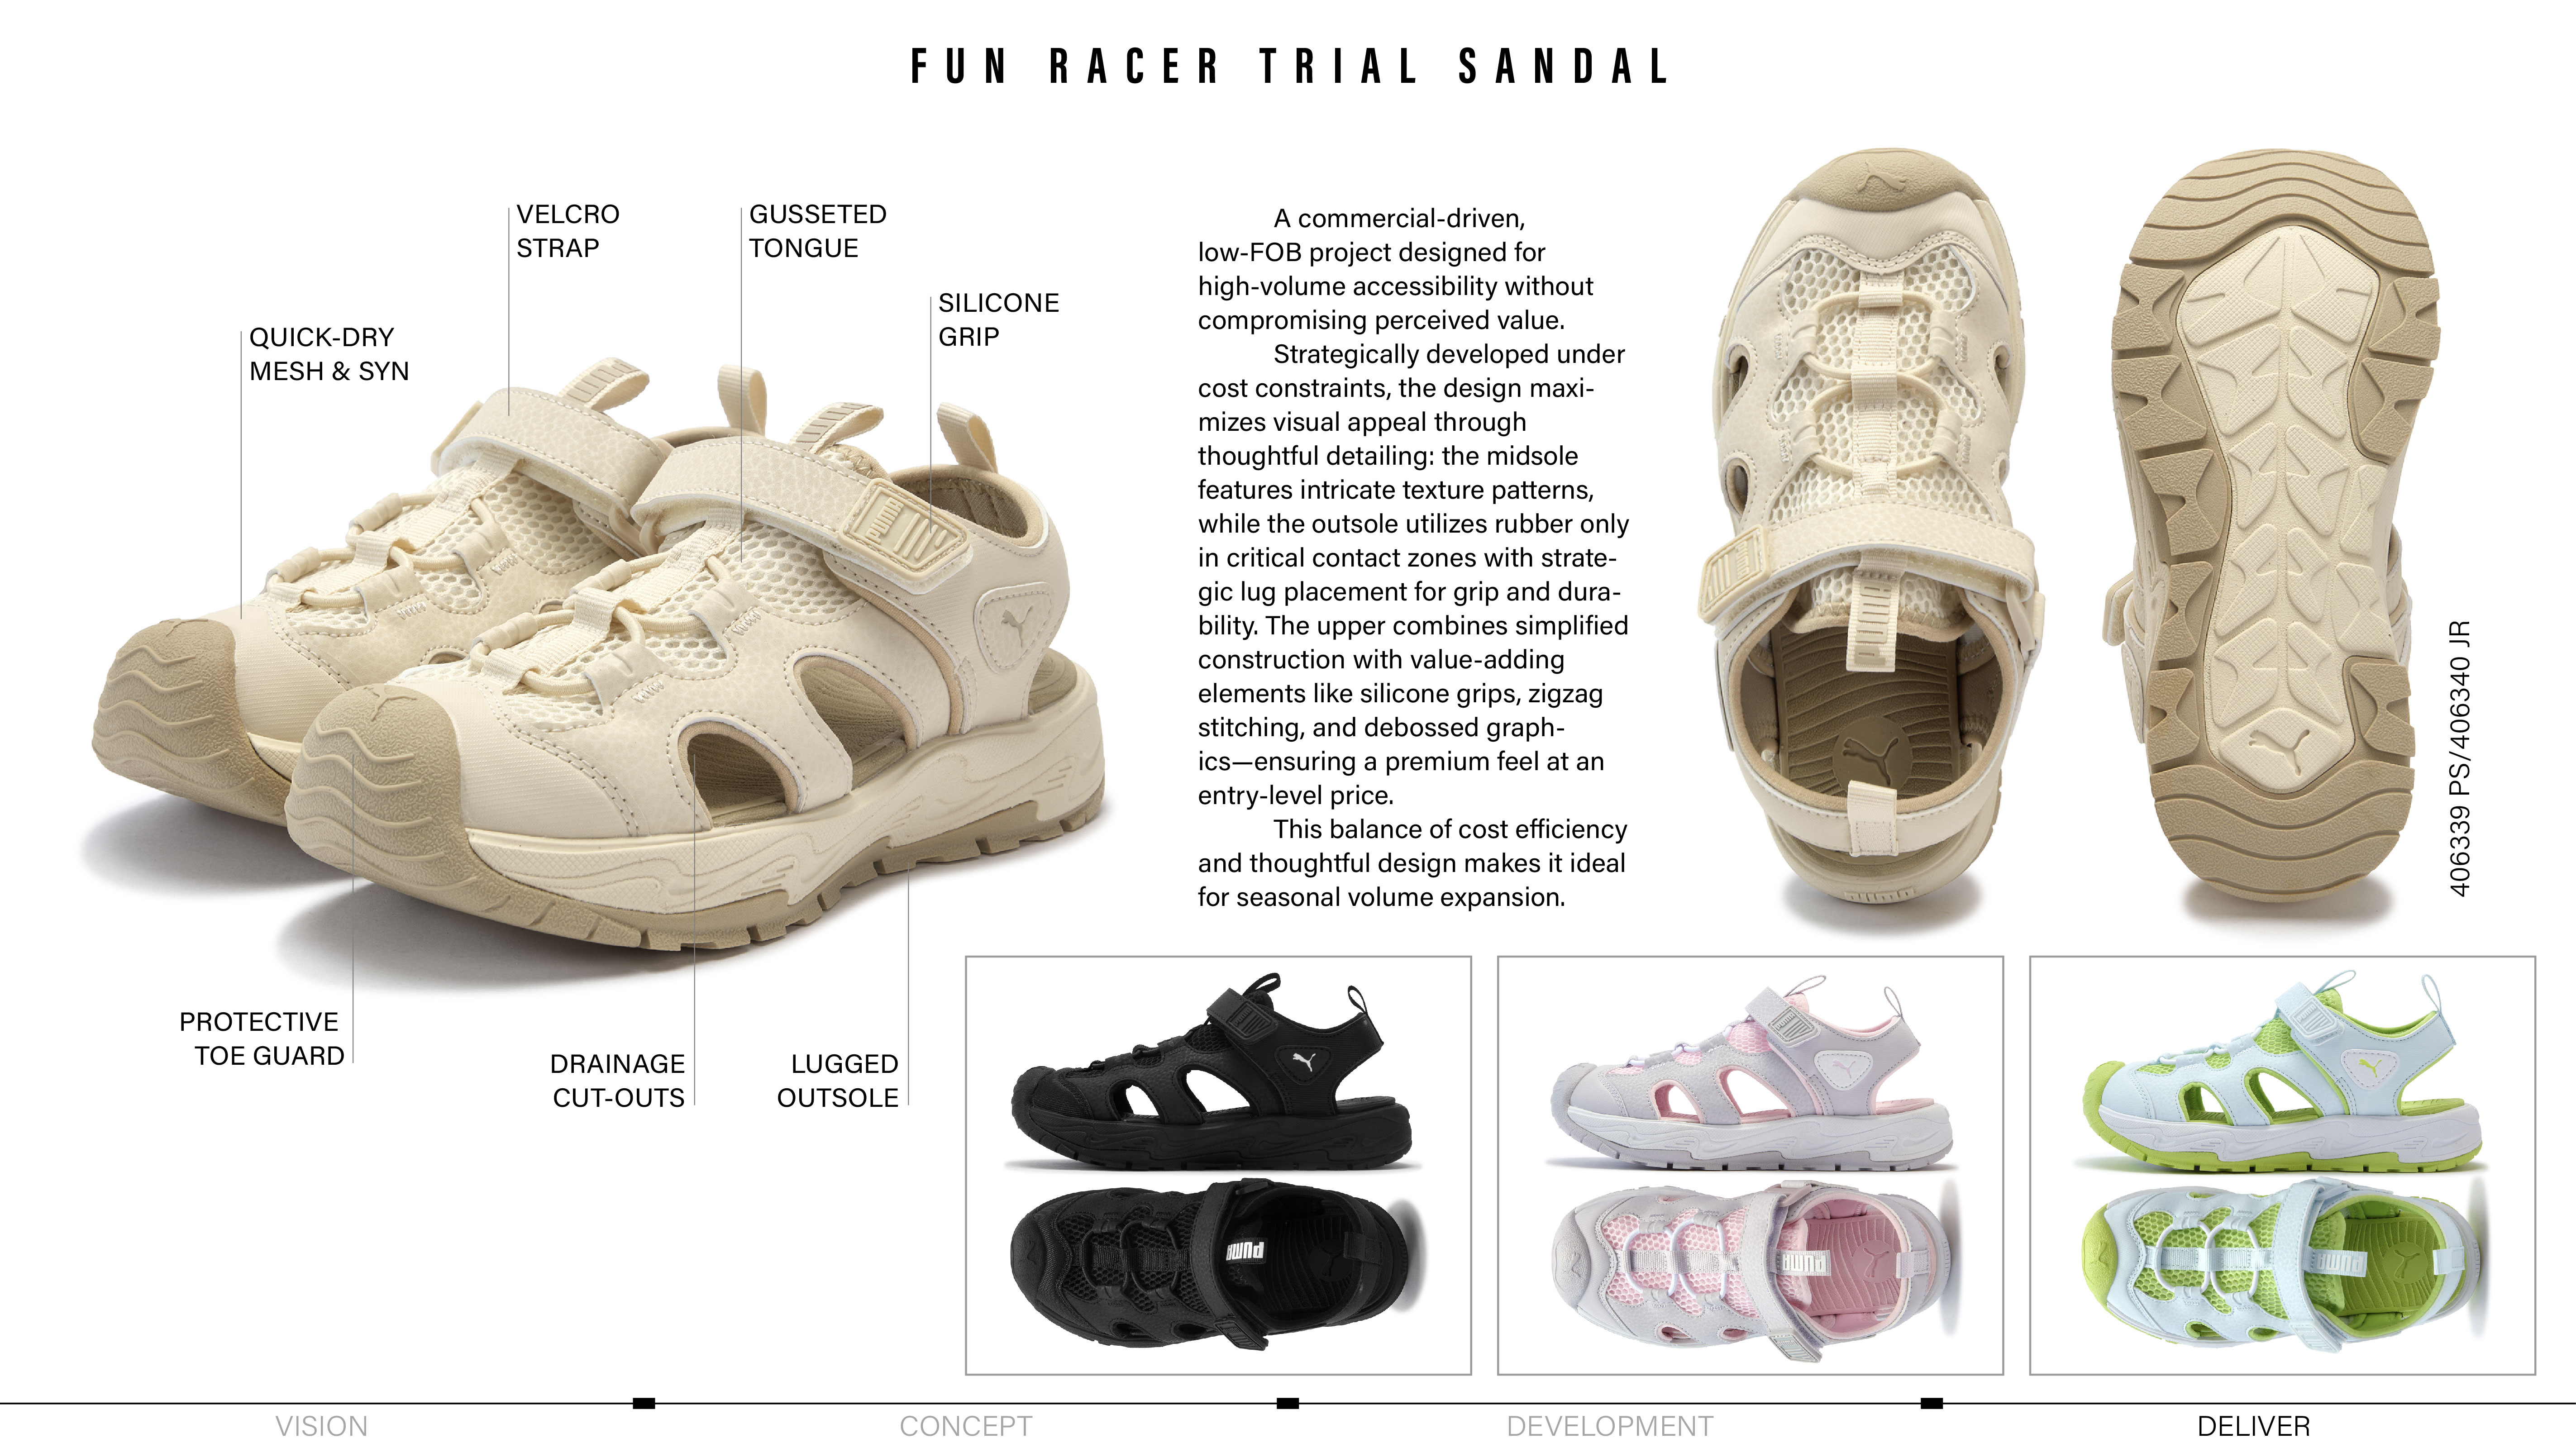 FUN RACER TRIAL SANDAL
VELCRO
STRAP
GUSSETED
TONGUE
SILICONE
GRIP
QUICK-DRY
MESH & SYN
PROTECTIVE
TOE GUARD
DRAINAGE
CUT-OUTS
LUGGED
OUTSOLE
A commercial-driven,
low-FOB project designed for
high-volume accessibility without
compromising perceived value.
Strategically developed under
cost constraints, the design maxi-
mizes visual appeal through
thoughtful detailing: the midsole
features intricate texture patterns,
while the outsole utilizes rubber only
in critical contact zones with strate-
gic lug placement for grip and dura-
bility. The upper combines simplified
construction with value-adding
elements like silicone grips, zigzag
stitching, and debossed graph-
ics—ensuring a premium feel at an
entry-level price.
This balance of cost efficiency
and thoughtful design makes it ideal
for seasonal volume expansion.
PUMA
PUMA
406339 PS/406340 JR
PUMA
PUMA
PUMA
VISION
CONCEPT
DEVELOPMENT
DELIVER